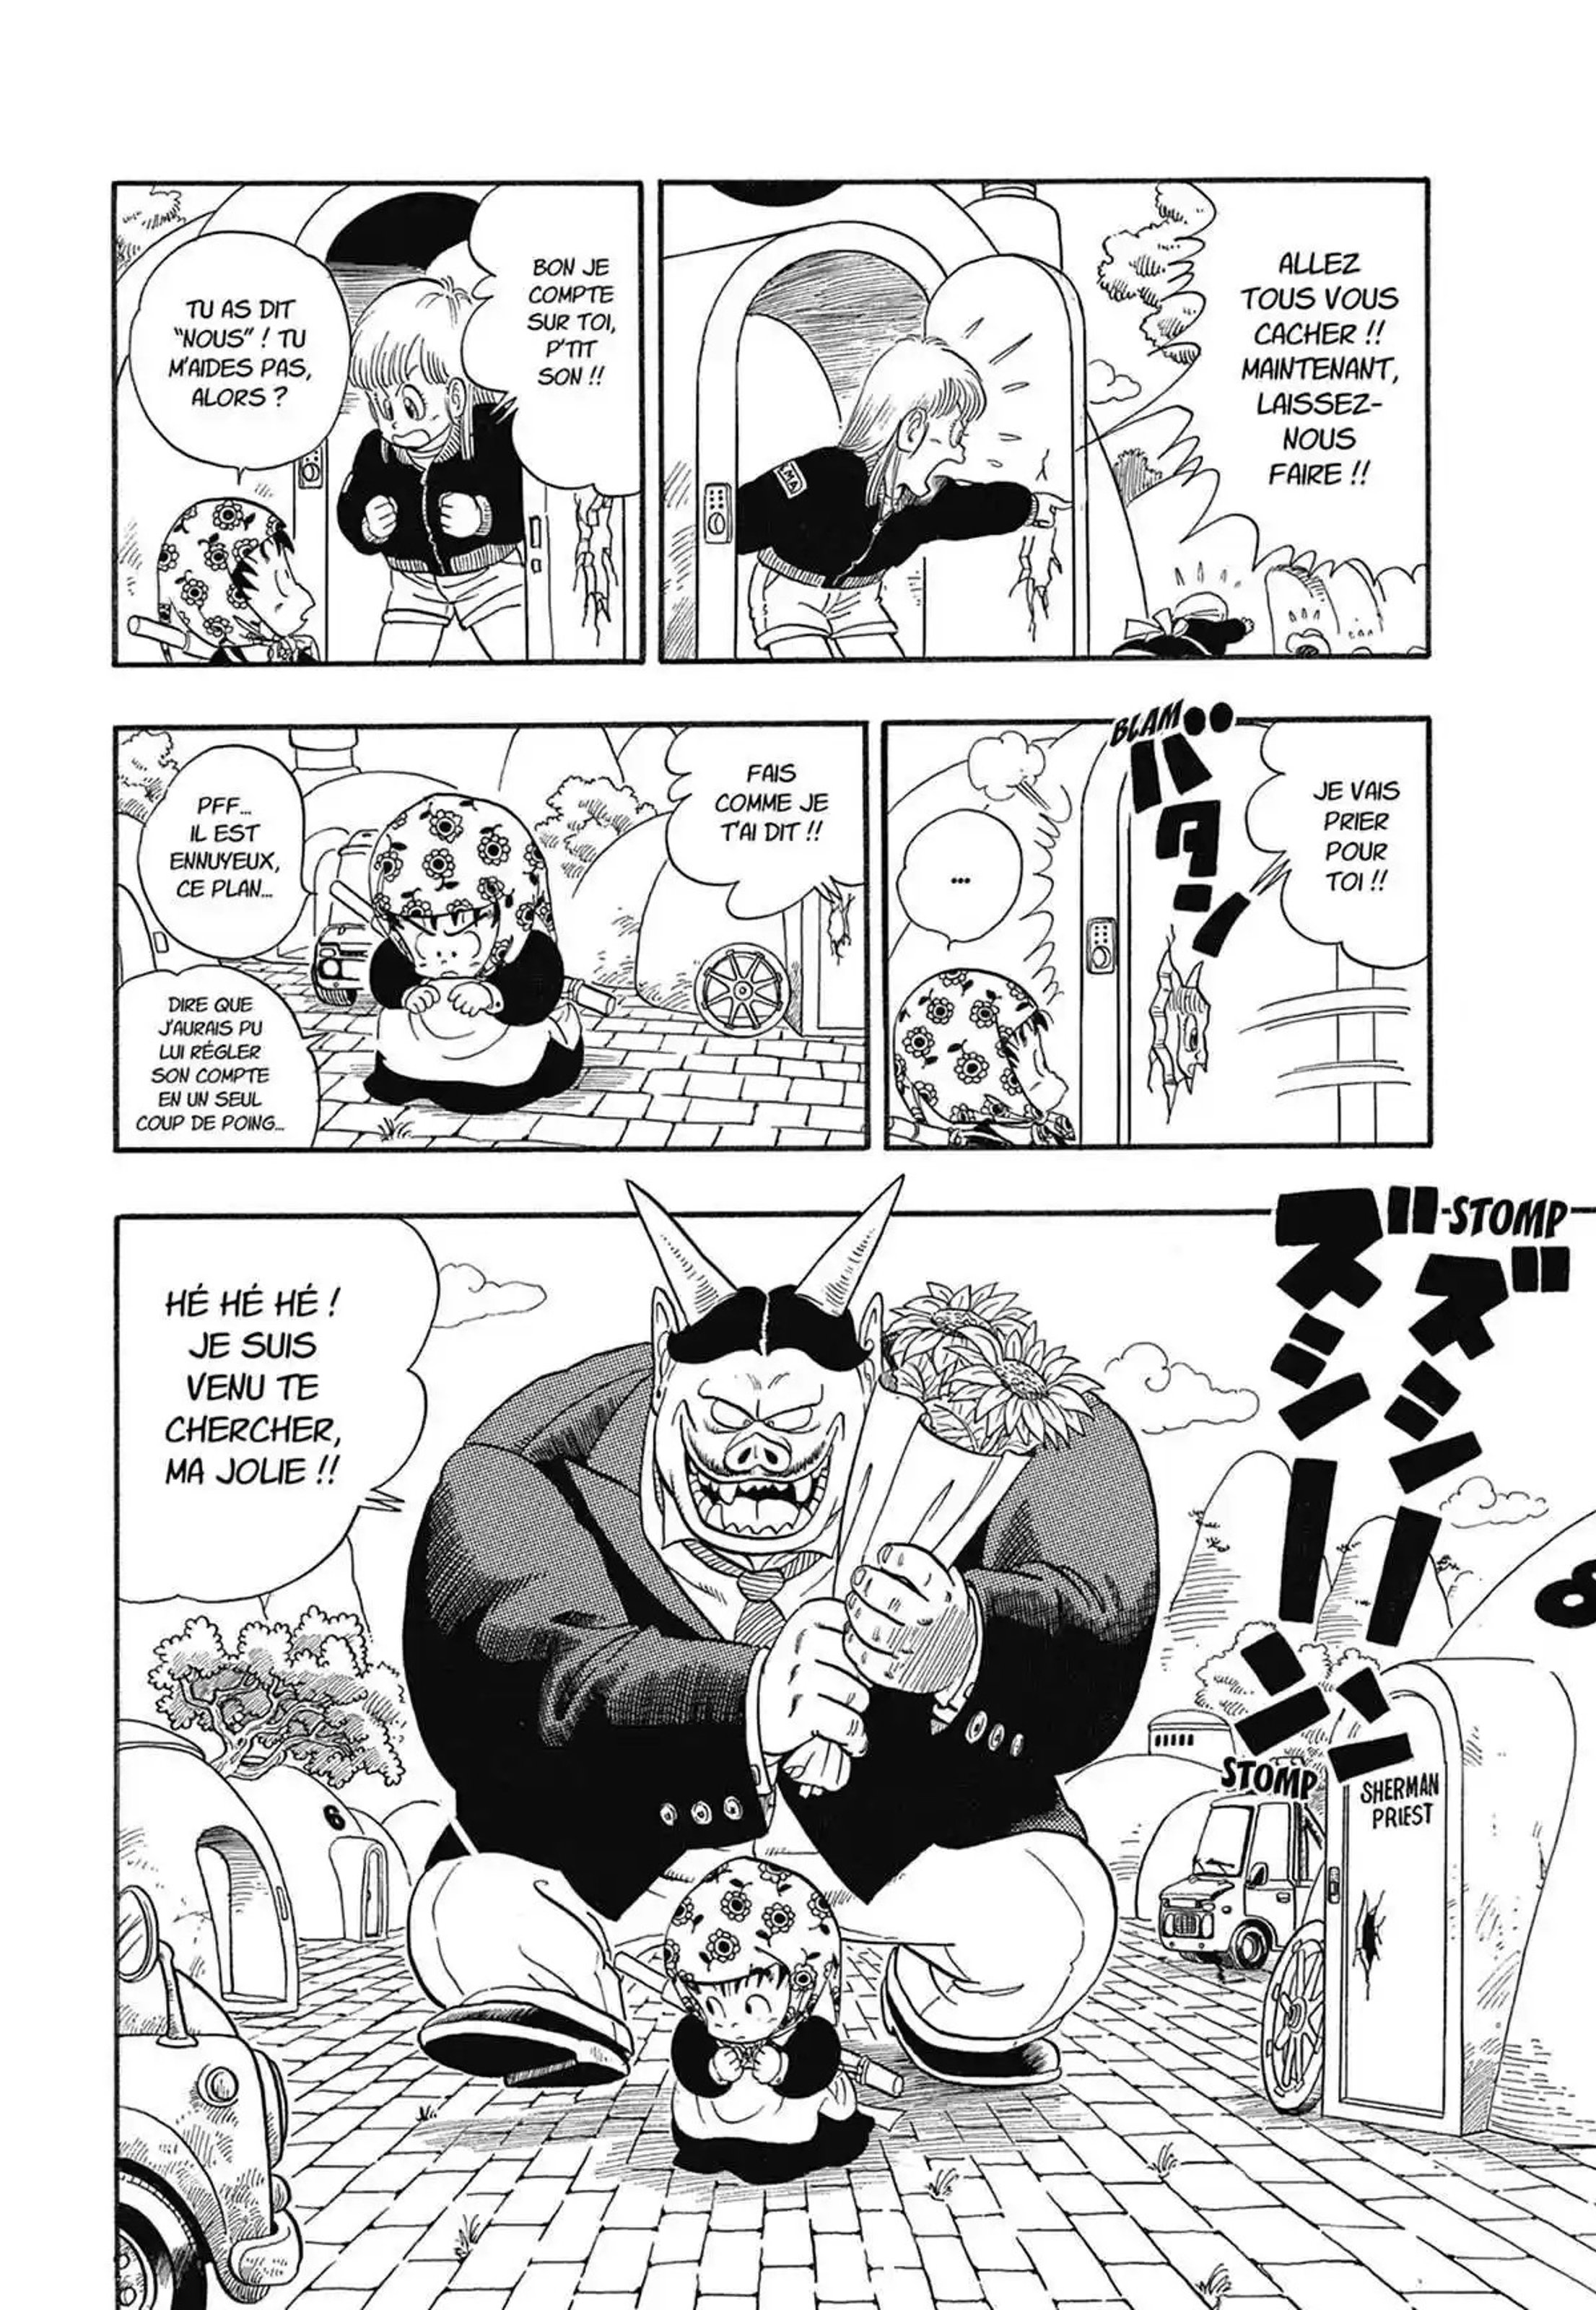 ALLEZ
TOUS VOUS
CACHER !!
MAINTENANT,
LAISSEZ-
NOUS
FAIRE !!
BON JE
COMPTE
SUR TOI,
P'TIT
SON !!
TU AS DIT
"NOUS" ! TU
M'AIDES PAS,
ALORS ?
BLAM
バタン
JE VAIS
PRIER
POUR
TOI !!
...
FAIS
COMME JE
T'AI DIT !!
PFF...
IL EST
ENNUYEUX,
CE PLAN...
DIRE QUE
J'AURAIS PU
LUI RÉGLER
SON COMPTE
EN UN SEUL
COUP DE POING...
STOMP
ズシーン
ズシーン
STOMP
HÉ HÉ HÉ !
JE SUIS
VENU TE
CHERCHER,
MA JOLIE !!
6
SHERMAN
PRIEST